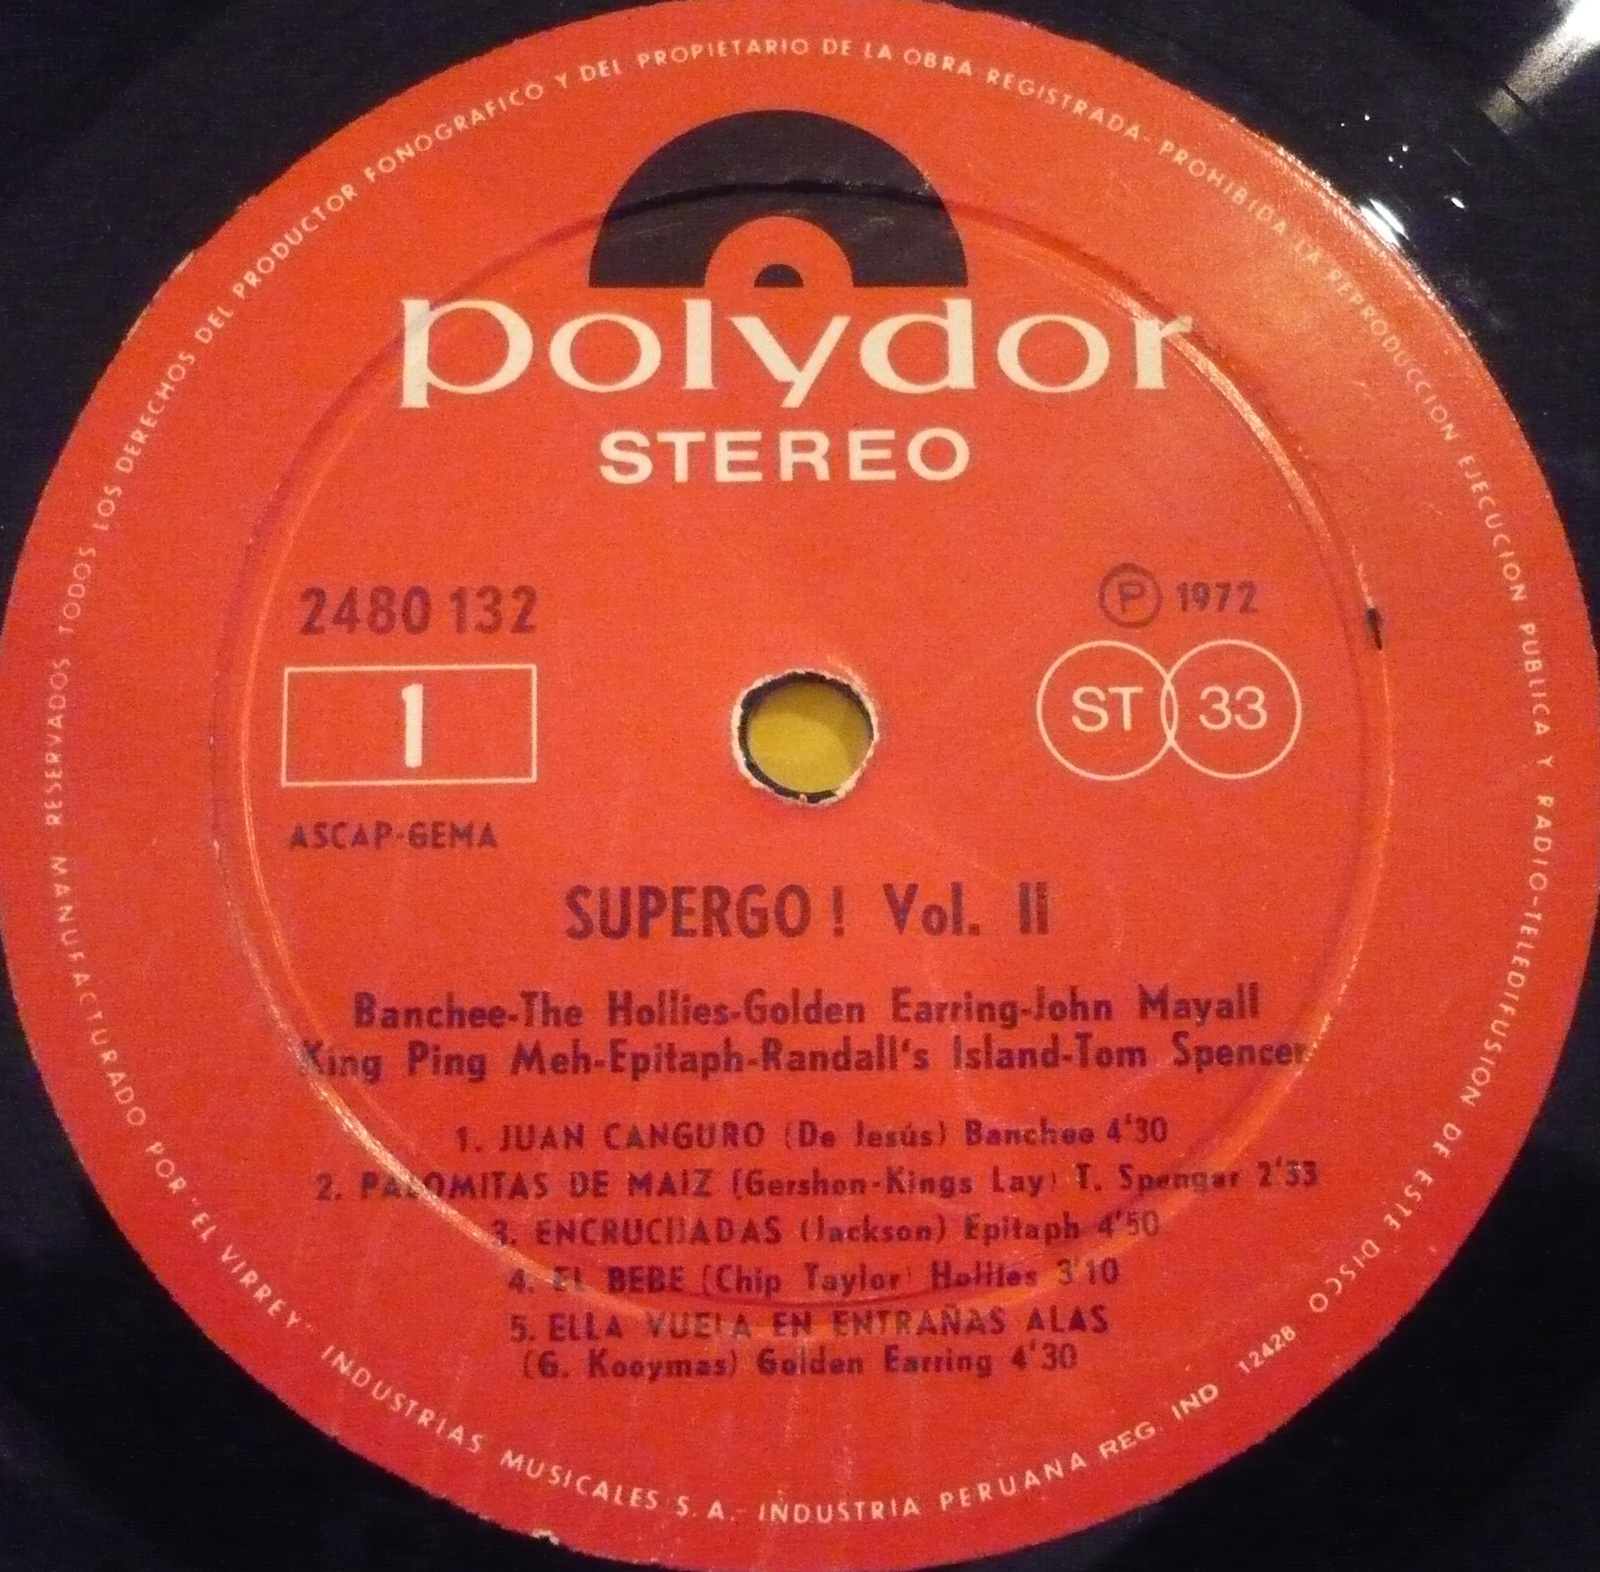 MANUFACTURADO POR "EL VIRREY" INDUSTRIAS MUSICALES S. A. - INDUSTRIA PERUANA REG. IND 12428
RESERVADOS TODOS LOS DERECHOS DEL PRODUCTOR FONOGRAFICO Y DEL PROPIETARIO DE LA OBRA REGISTRADA- PROHIBIDA LA REPRODUCCION EJECUCION PUBLICA Y RADIO-TELEDIFUSION DE ESTE DISCO
polydor
STEREO
2480 132
℗ 1972
1
ST 33
ASCAP-GEMA
SUPERGO! Vol. II
Banchee-The Hollies-Golden Earring-John Mayall
King Ping Meh-Epitaph-Randall's Island-Tom Spencer
1. JUAN CANGURO (De Jesús) Banchee 4'30
2. PALOMITAS DE MAIZ (Gershon-Kings Lay) T. Spenger 2'33
3. ENCRUCIJADAS (Jackson) Epitaph 4'50
4. EL BEBE (Chip Taylor) Hollies 3'10
5. ELLA VUELA EN ENTRAÑAS ALAS
(G. Kooymas) Golden Earring 4'30